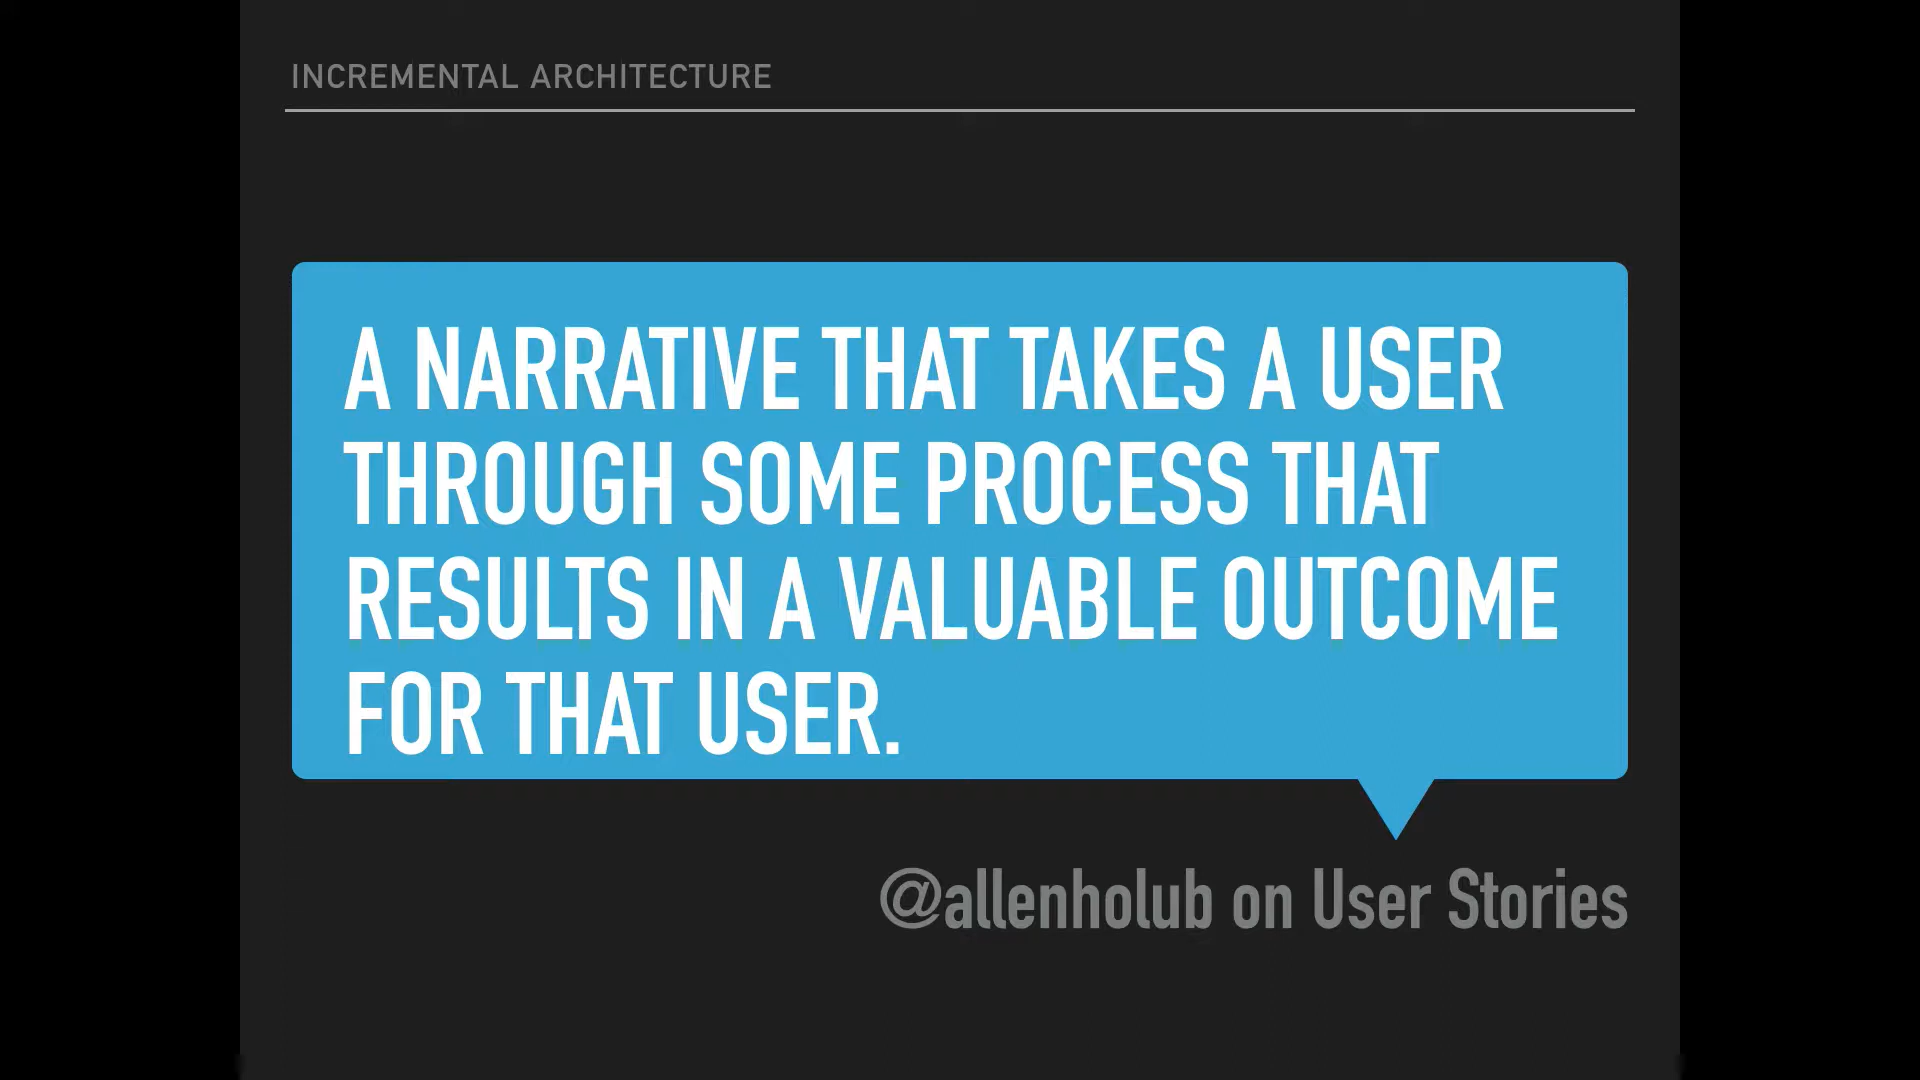 INCREMENTAL ARCHITECTURE
A NARRATIVE THAT TAKES A USER
THROUGH SOME PROCESS THAT
RESULTS IN A VALUABLE OUTCOME
FOR THAT USER.
@allenholub on User Stories